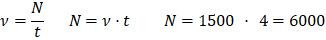 ν = N/t   N = ν · t   N = 1500 · 4 = 6000